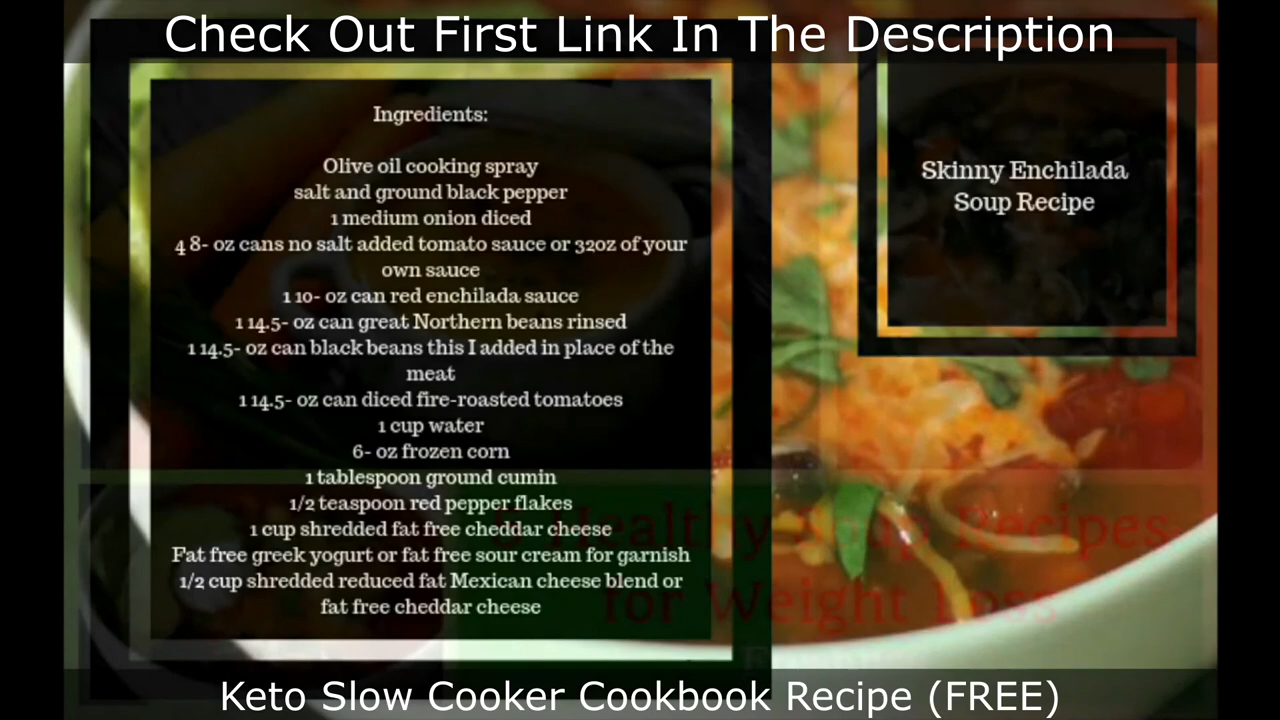 Check Out First Link In The Description
Ingredients:
Olive oil cooking spray
salt and ground black pepper
1 medium onion diced
4 8- oz cans no salt added tomato sauce or 32oz of your
own sauce
1 10- oz can red enchilada sauce
1 14.5- oz can great Northern beans rinsed
1 14.5- oz can black beans this I added in place of the
meat
1 14.5- oz can diced fire-roasted tomatoes
1 cup water
6- oz frozen corn
1 tablespoon ground cumin
1/2 teaspoon red pepper flakes
1 cup shredded fat free cheddar cheese
Fat free greek yogurt or fat free sour cream for garnish
1/2 cup shredded reduced fat Mexican cheese blend or
fat free cheddar cheese
Skinny Enchilada
Soup Recipe
Healthy Soup Recipes
for Weight Loss
Keto Slow Cooker Cookbook Recipe (FREE)